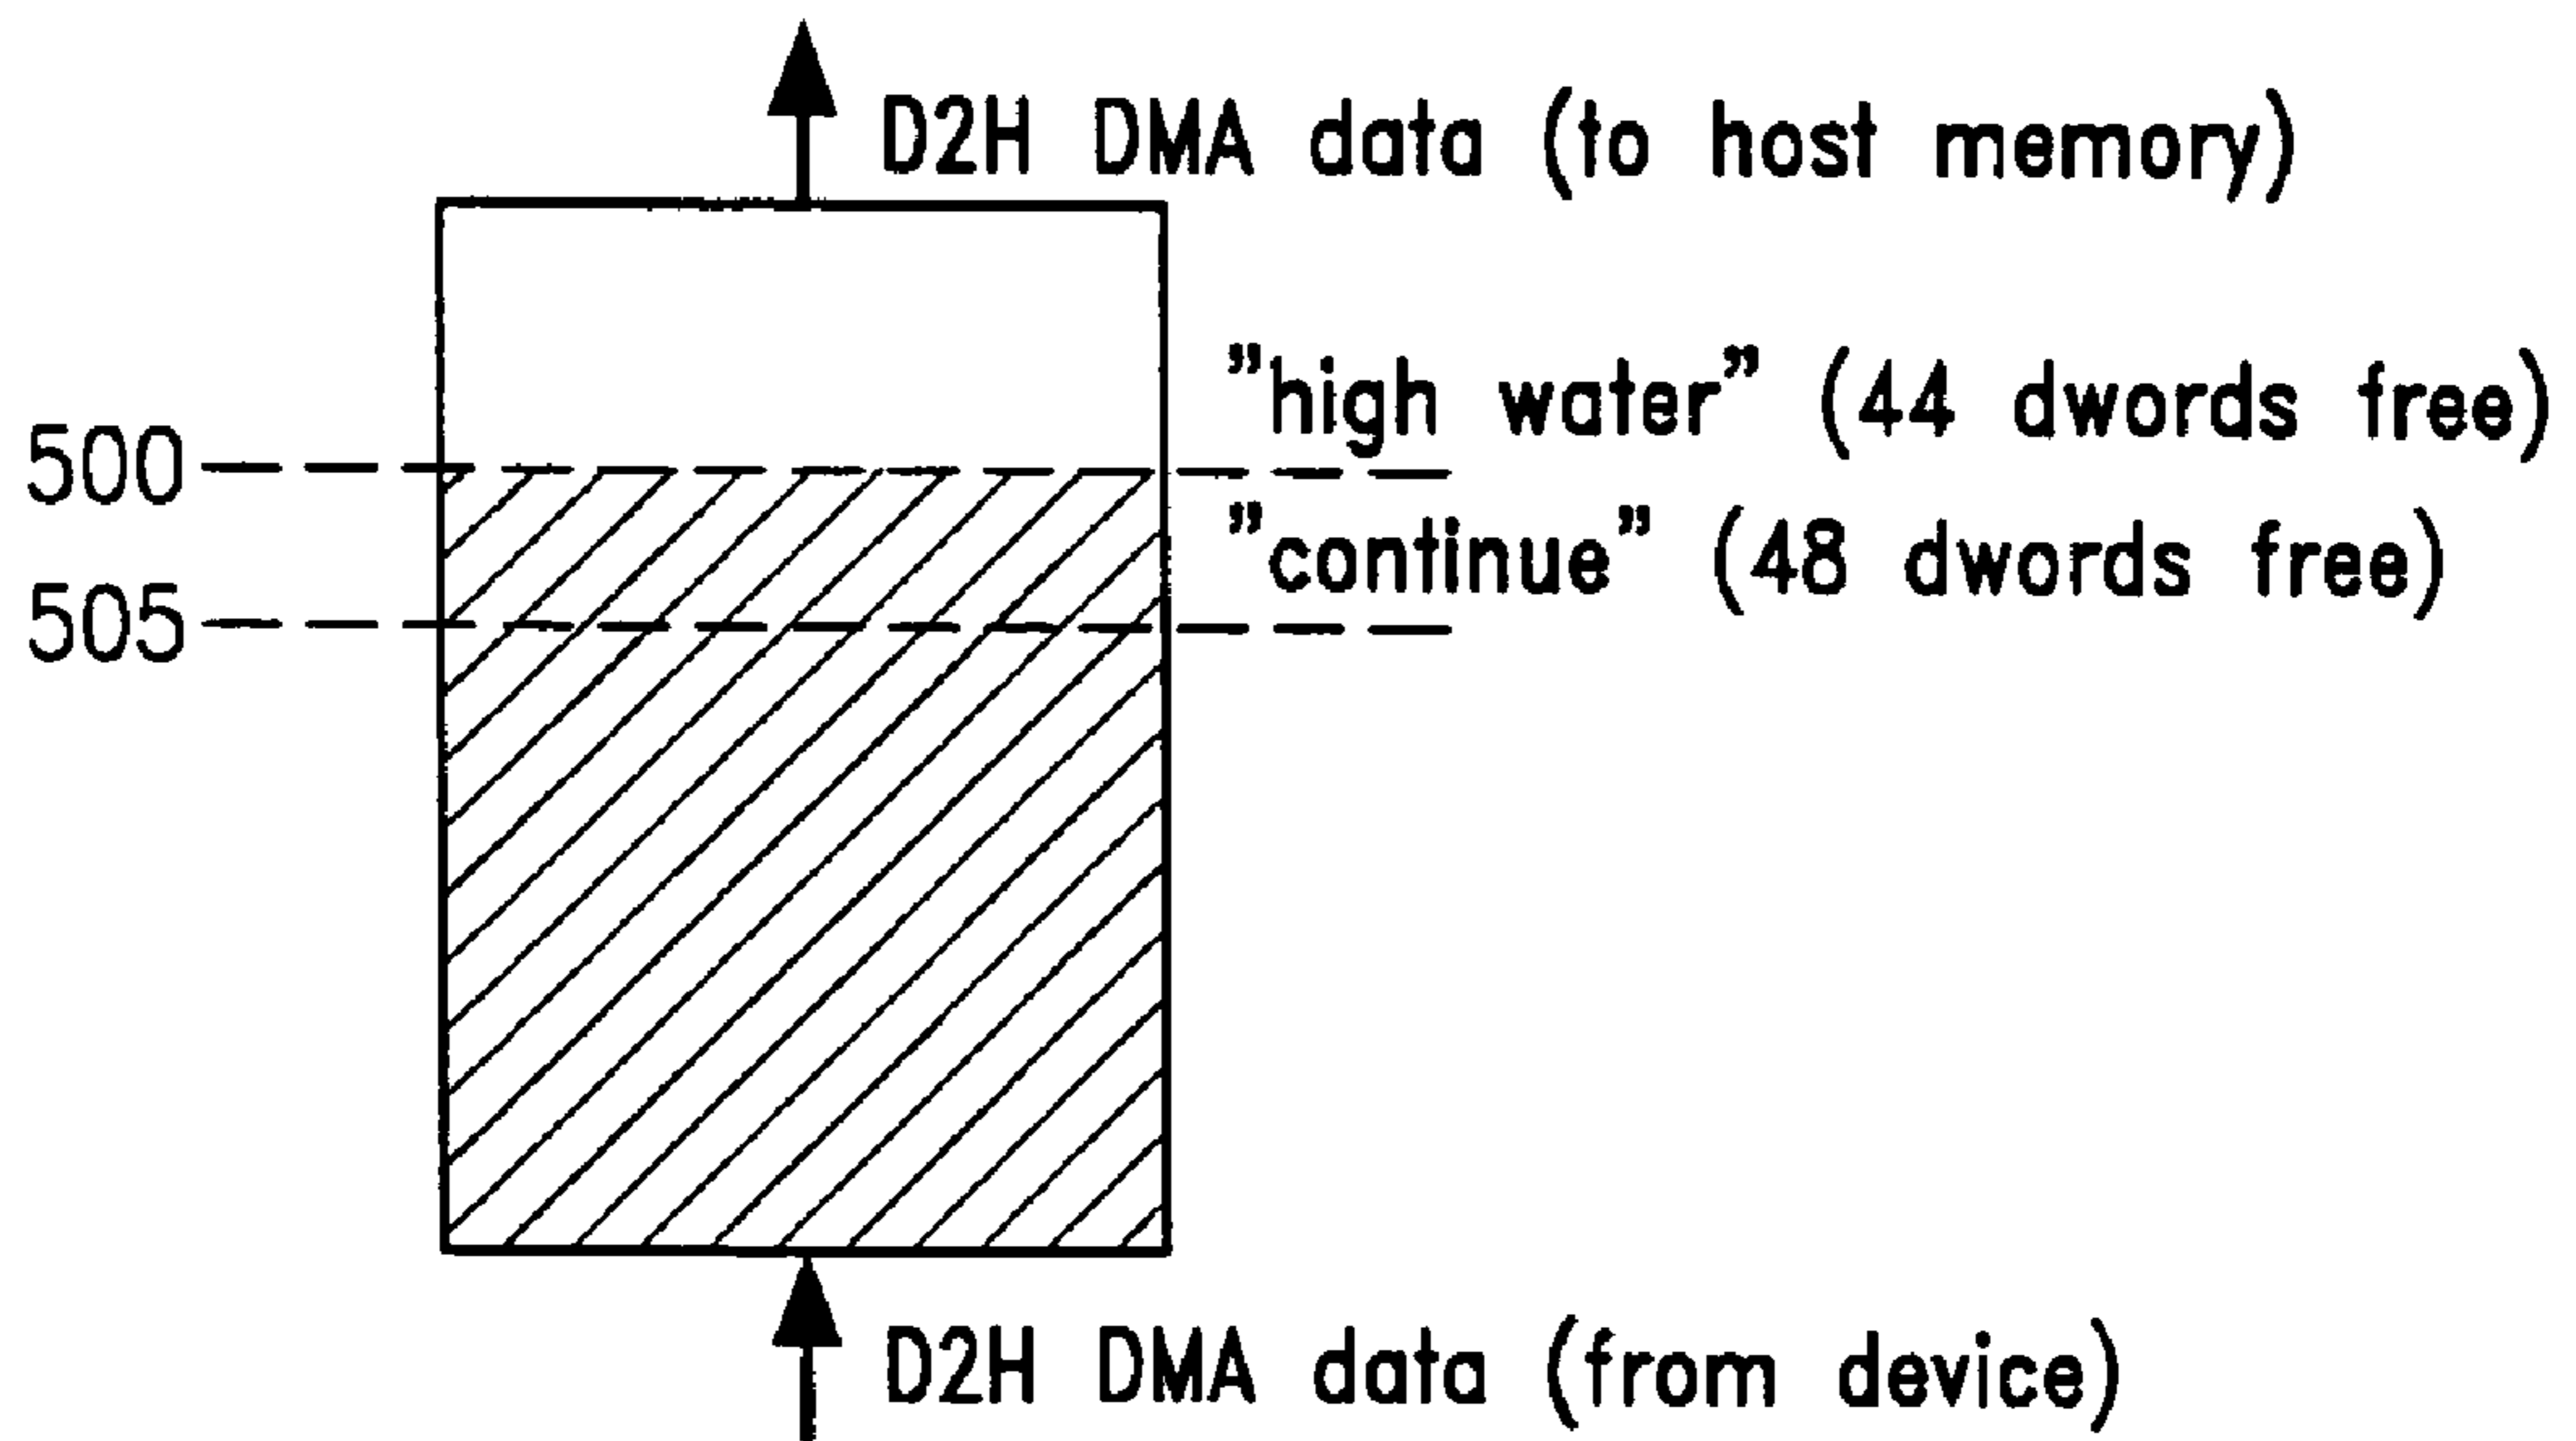 D2H DMA data (to host memory)
"high water" (44 dwords free)
500
"continue" (48 dwords free)
505
D2H DMA data (from device)